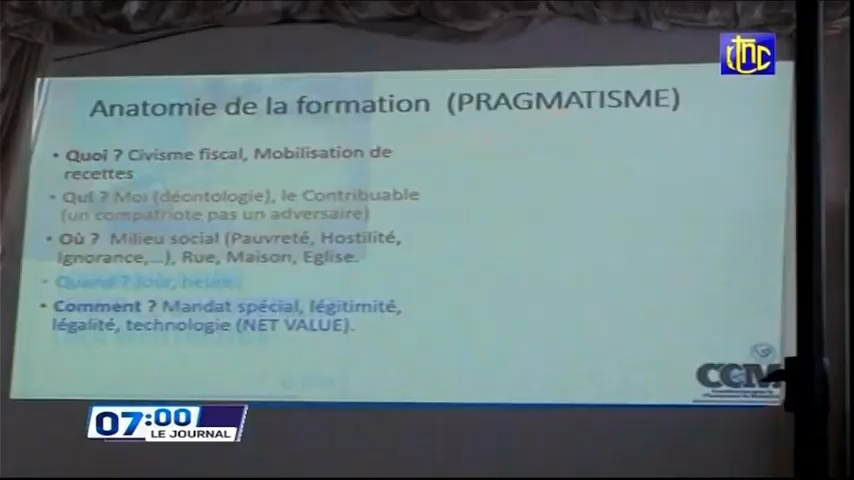 rtnc
Anatomie de la formation (PRAGMATISME)
• Quoi ? Civisme fiscal, Mobilisation de
recettes
• Qui ? Moi (déontologie), le Contribuable
(un compatriote pas un adversaire)
• Où ? Milieu social (Pauvreté, Hostilité,
Ignorance,...), Rue, Maison, Eglise.
• Quand ? Jour, heure.
• Comment ? Mandat spécial, légitimité,
légalité, technologie (NET VALUE).
CCM
07:00
LE JOURNAL